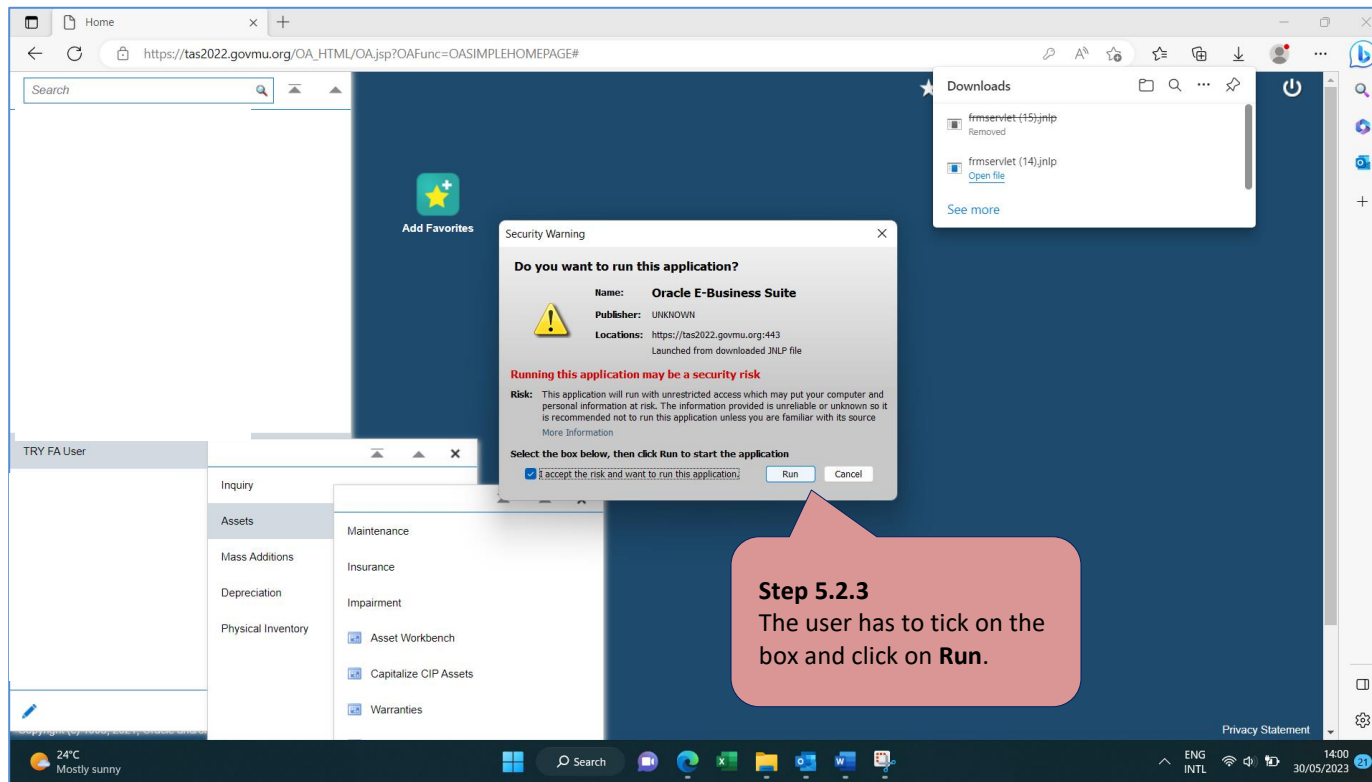 Home
https://tas2022.govmu.org/OA_HTML/OA.jsp?OAFunc=OASIMPLEHOMEPAGE#
Search
Downloads
frmservlet (15).jnlp
Removed
frmservlet (14).jnlp
Open file
See more
Add Favorites
Security Warning
Do you want to run this application?
Name: Oracle E-Business Suite
Publisher: UNKNOWN
Locations: https://tas2022.govmu.org:443
Launched from downloaded JNLP file
Running this application may be a security risk
Risk: This application will run with unrestricted access which may put your computer and
personal information at risk. The information provided is unreliable or unknown so it
is recommended not to run this application unless you are familiar with its source
More Information
Select the box below, then click Run to start the application
I accept the risk and want to run this application.
Run
Cancel
TRY FA User
Inquiry
Assets
Mass Additions
Depreciation
Physical Inventory
Maintenance
Insurance
Impairment
Asset Workbench
Capitalize CIP Assets
Warranties
Step 5.2.3
The user has to tick on the
box and click on Run.
Privacy Statement
24°C
Mostly sunny
Search
ENG
INTL
14:00
30/05/2023
21